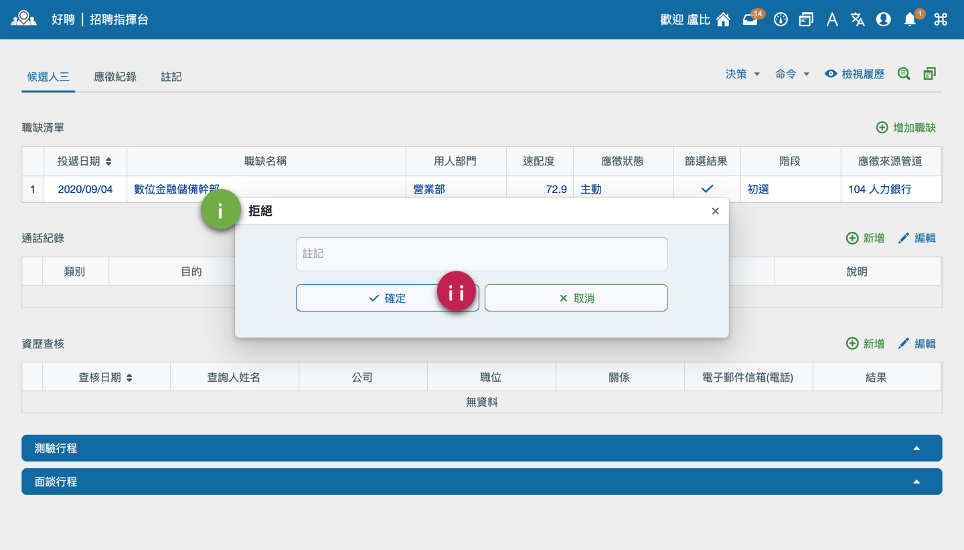 好聘 | 招聘指揮台 歡迎 盧比 14 A 1
候選人三 應徵紀錄 註記 決策 命令 檢視履歷
職缺清單 增加職缺
投遞日期 職缺名稱 用人部門 速配度 應徵狀態 篩選結果 階段 應徵來源管道
1 2020/09/04 數位金融儲備幹部 營業部 72.9 主動 初選 104 人力銀行
i 拒絕 ×
通話紀錄 新增 編輯
類別 目的 說明
註記
確定 ii 取消
資歷查核 新增 編輯
查核日期 查詢人姓名 公司 職位 關係 電子郵件信箱(電話) 結果
無資料
測驗行程
面談行程